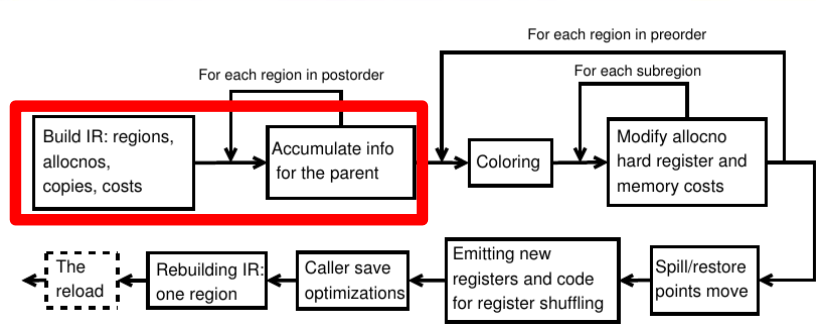 For each region in preorder
For each region in postorder
For each subregion
Build IR: regions,
allocnos,
copies, costs
Accumulate info
for the parent
Coloring
Modify allocno
hard register and
memory costs
The
reload
Rebuilding IR:
one region
Caller save
optimizations
Emitting new
registers and code
for register shuffling
Spill/restore
points move